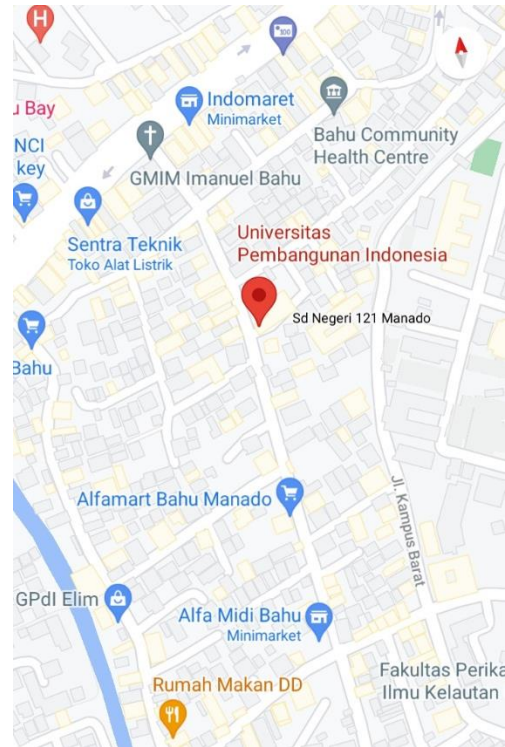 H
100
Indomaret
Minimarket
u Bay
Bahu Community
Health Centre
NCI
key
GMIM Imanuel Bahu
Sentra Teknik
Toko Alat Listrik
Universitas
Pembangunan Indonesia
Sd Negeri 121 Manado
Bahu
Alfamart Bahu Manado
Jl. Kampus Barat
GPdI Elim
Alfa Midi Bahu
Minimarket
Fakultas Perika
Ilmu Kelautan
Rumah Makan DD